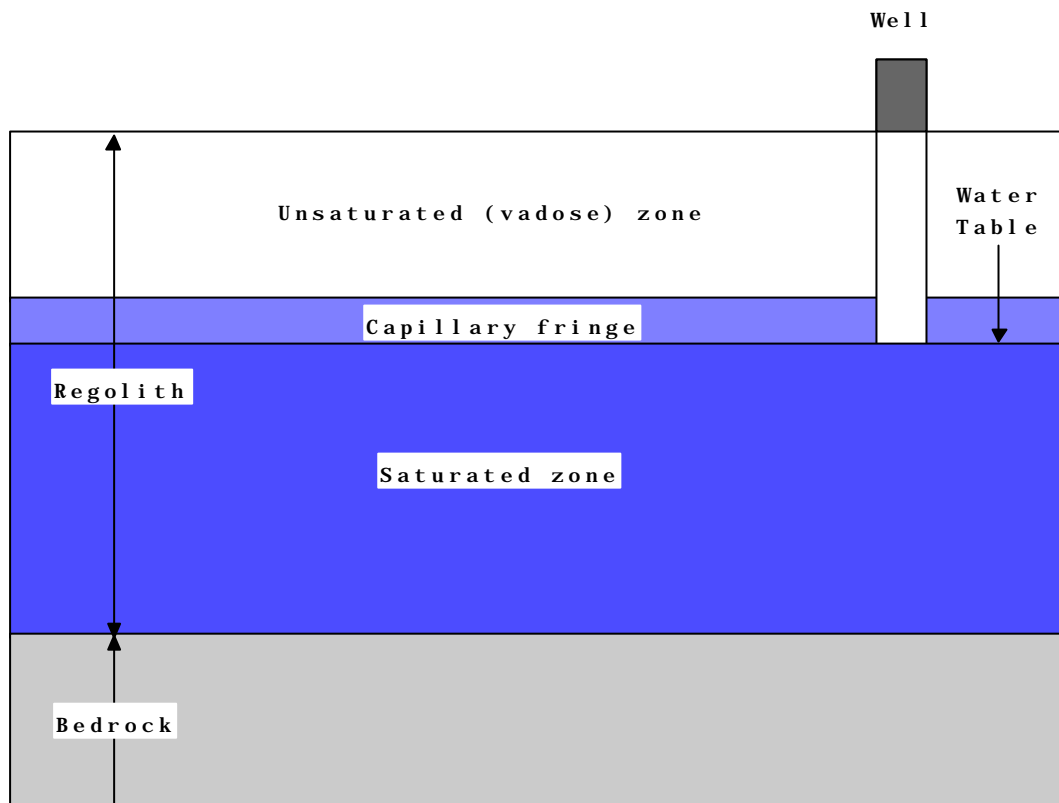 Well
Water
Table
Unsaturated (vadose) zone
Capillary fringe
Regolith
Saturated zone
Bedrock